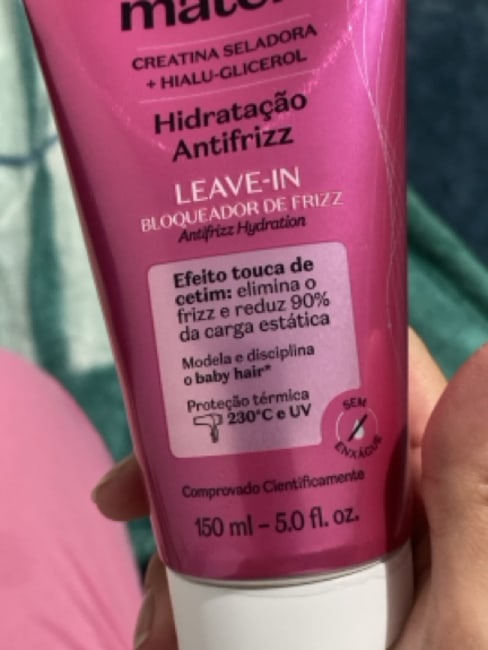 CREATINA SELADORA
+ HIALU-GLICEROL
Hidratação
Antifrizz
LEAVE-IN
BLOQUEADOR DE FRIZZ
Antifrizz Hydration
Efeito touca de
cetim: elimina o
frizz e reduz 90%
da carga estática
Modela e disciplina
o baby hair*
Proteção térmica
230°C e UV
SEM
ENXÁGUE
Comprovado Cientificamente
150 ml – 5.0 fl. oz.